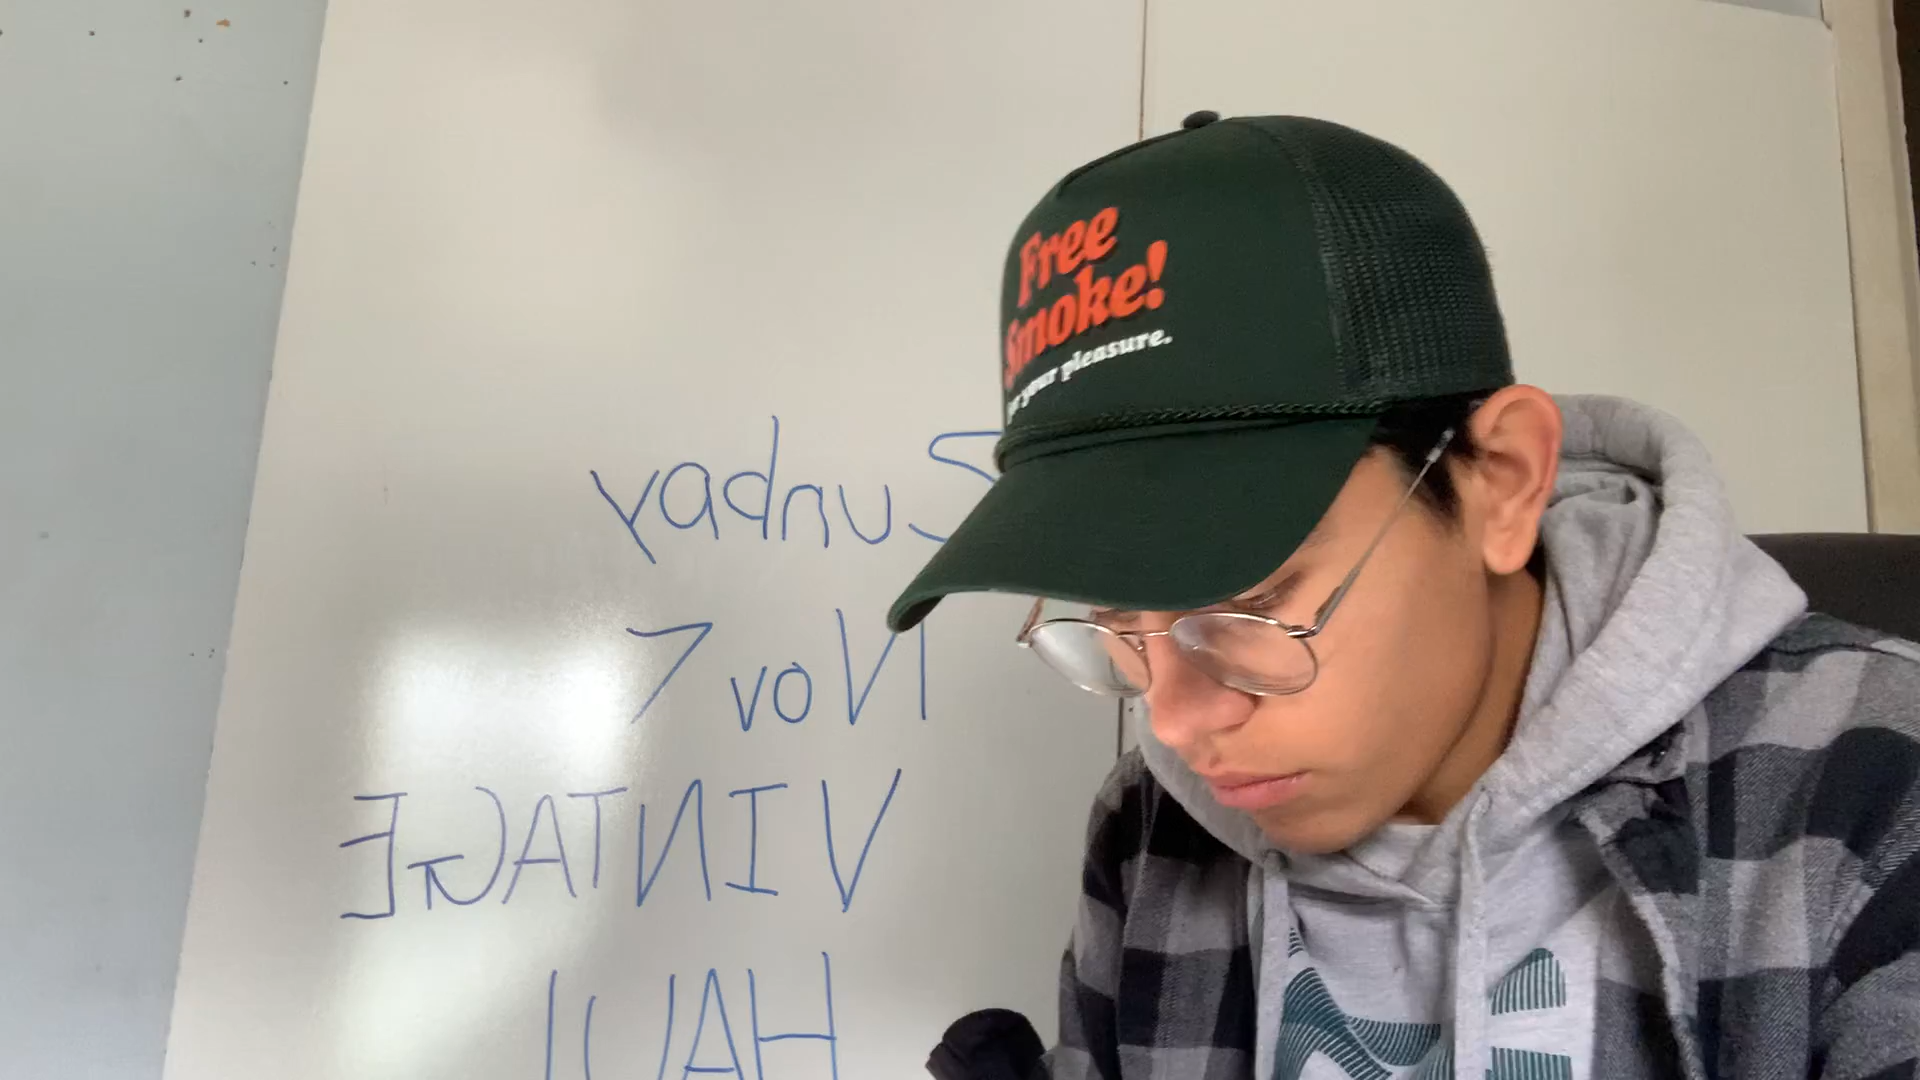 Free
Smoke!
your pleasure.
Sunday
Nov 7
VINTAGE
HAUL